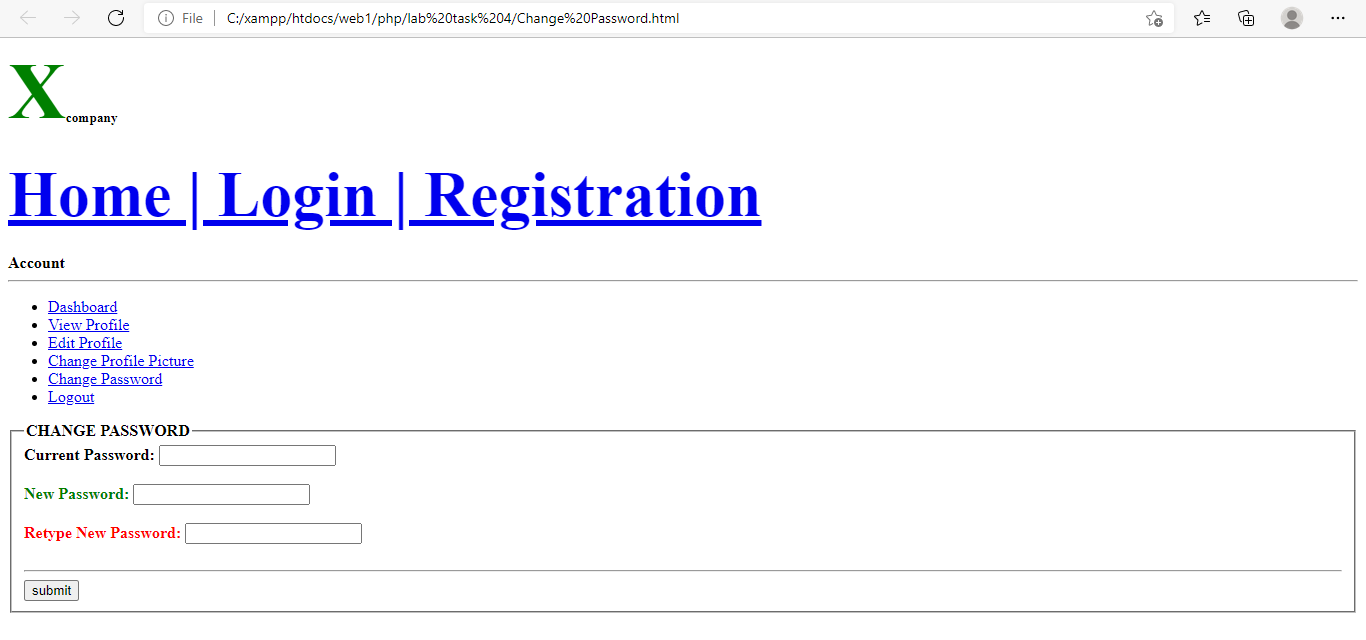 File C:/xampp/htdocs/web1/php/lab%20task%204/Change%20Password.html
Xcompany
Home | Login | Registration
Account
Dashboard
View Profile
Edit Profile
Change Profile Picture
Change Password
Logout
CHANGE PASSWORD
Current Password:
New Password:
Retype New Password:
submit